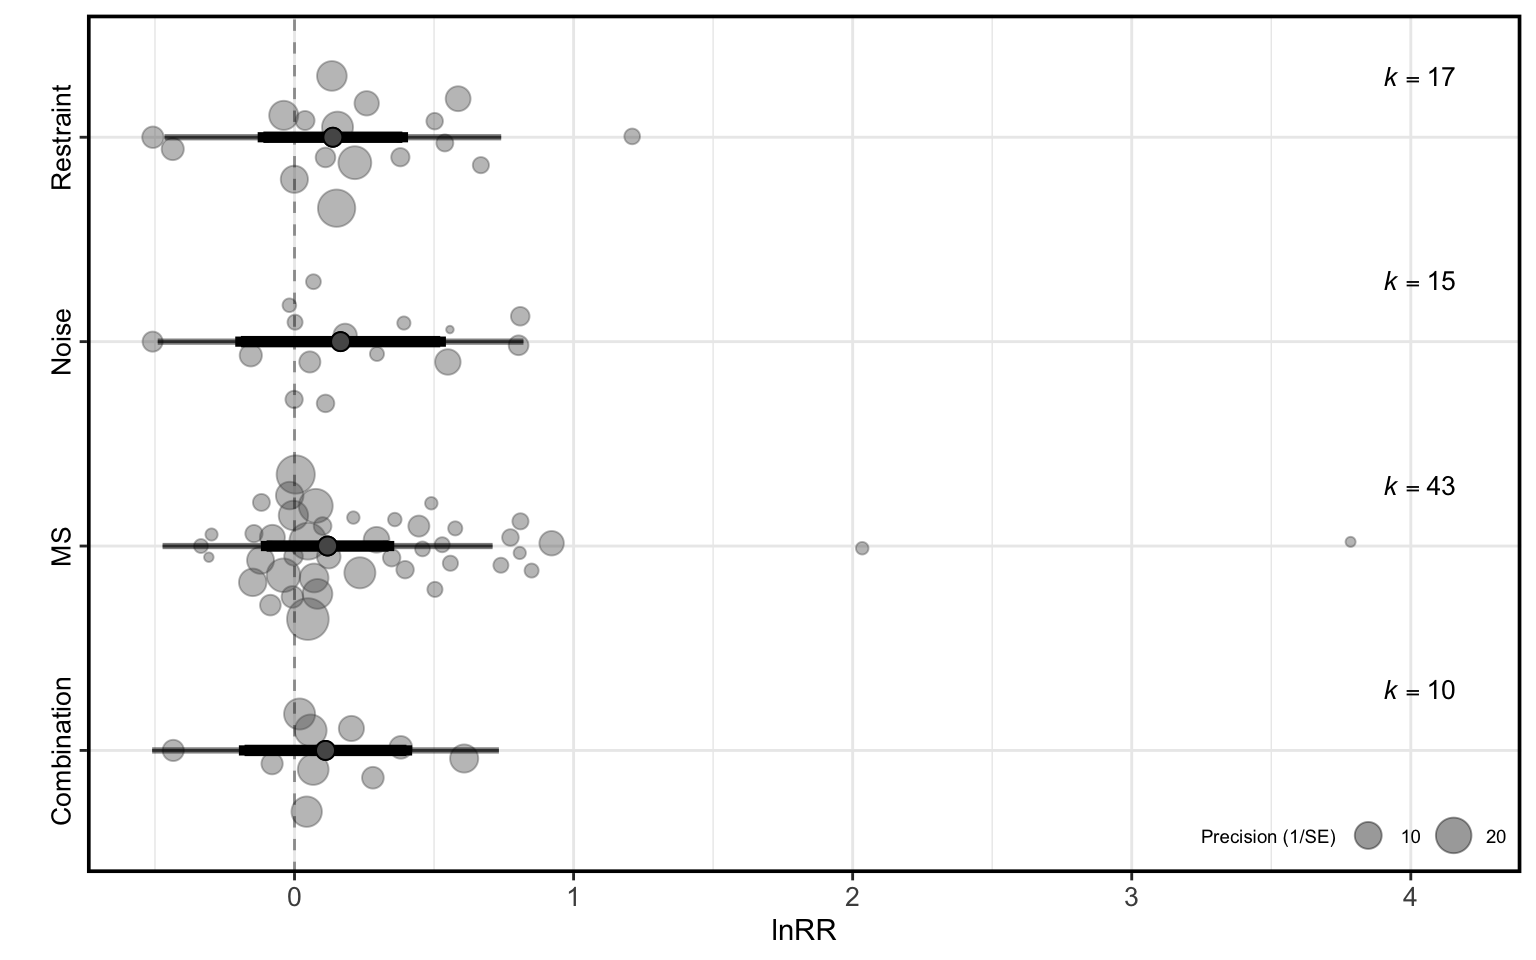 Restraint
k = 17
Noise
k = 15
MS
k = 43
Combination
k = 10
Precision (1/SE) 10 20
0 1 2 3 4
lnRR